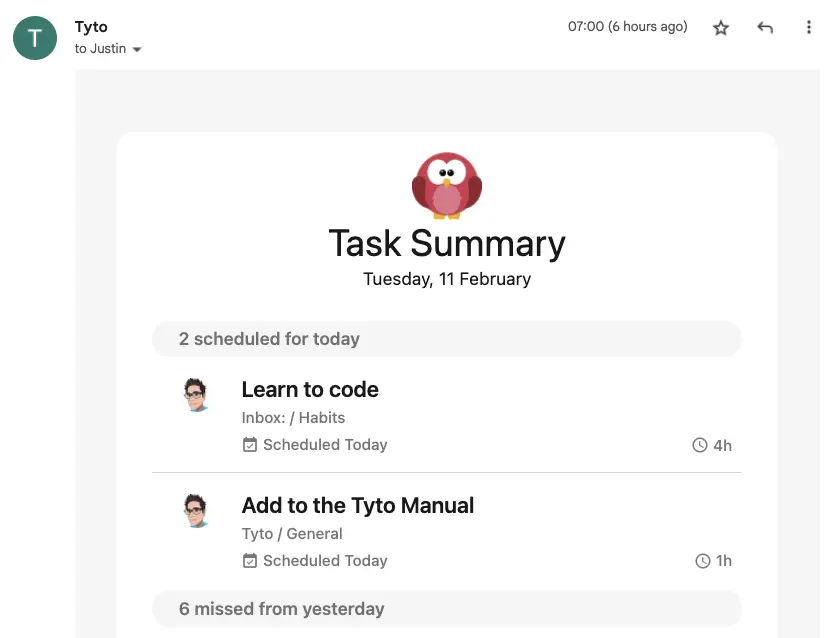 T
Tyto
07:00 (6 hours ago)
to Justin
Task Summary
Tuesday, 11 February
2 scheduled for today
Learn to code
Inbox: / Habits
Scheduled Today
4h
Add to the Tyto Manual
Tyto / General
Scheduled Today
1h
6 missed from yesterday